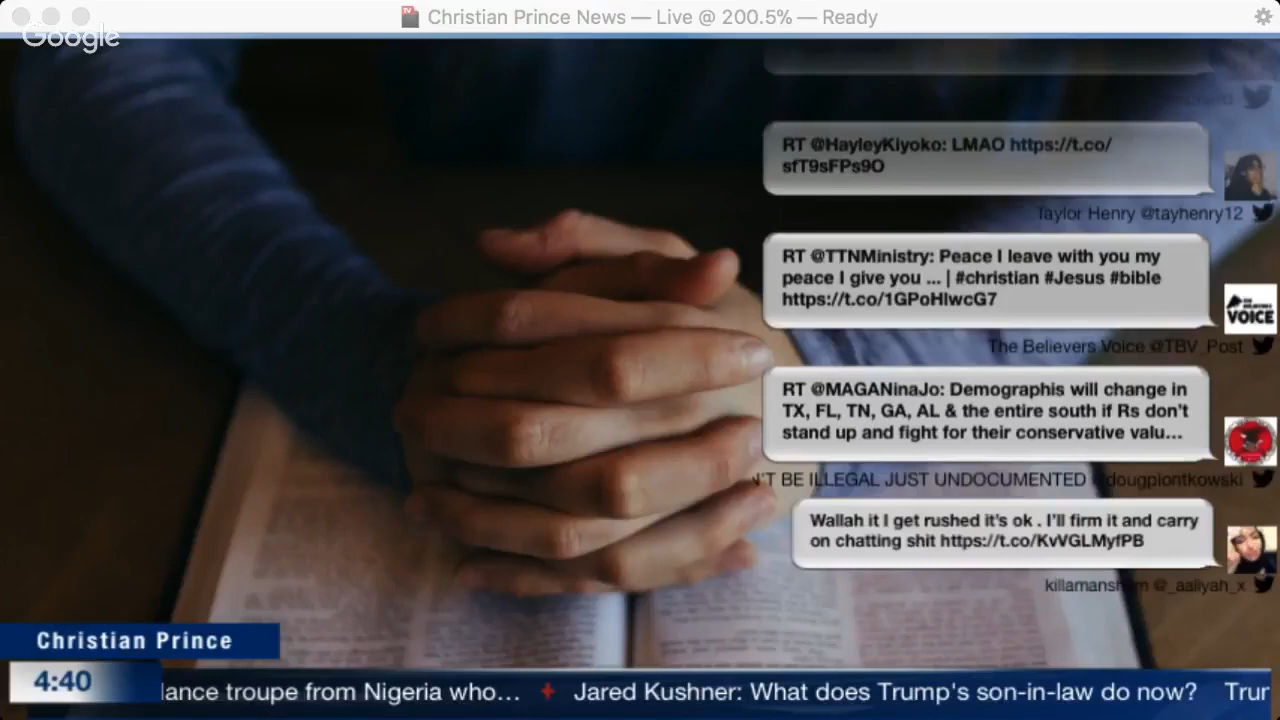 Christian Prince News — Live @ 200.5% — Ready
Google
RT @HayleyKiyoko: LMAO https://t.co/
sfT9sFPs9O
Taylor Henry @tayhenry12
RT @TTNMinistry: Peace I leave with you my
peace I give you ... | #christian #Jesus #bible
https://t.co/1GPoHlwcG7
THE BELIEVERS
VOICE
The Believers Voice @TBV_Post
RT @MAGANinaJo: Demographis will change in
TX, FL, TN, GA, AL & the entire south if Rs don't
stand up and fight for their conservative valu...
N'T BE ILLEGAL JUST UNDOCUMENTED @dougpiontkowski
Wallah it I get rushed it's ok . I'll firm it and carry
on chatting shit https://t.co/KvVGLMyfPB
@_aaliyah_x
Christian Prince
4:40
lance troupe from Nigeria who... Jared Kushner: What does Trump's son-in-law do now? Trur